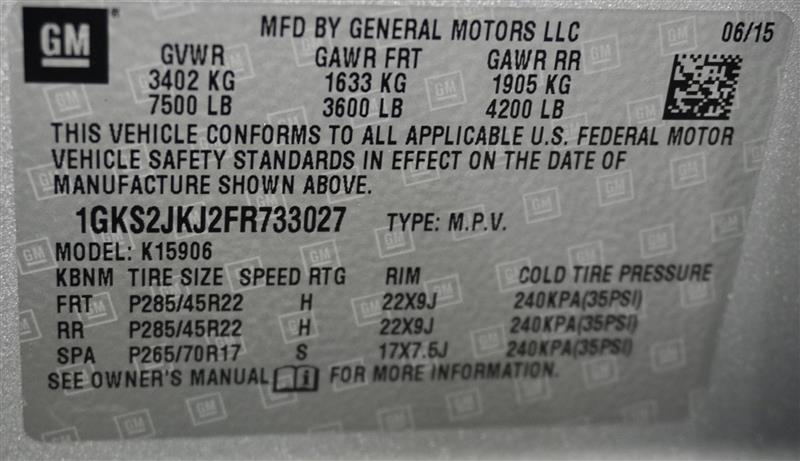 GM
MFD BY GENERAL MOTORS LLC 06/15
GVWR GAWR FRT GAWR RR
3402 KG 1633 KG 1905 KG
7500 LB 3600 LB 4200 LB
THIS VEHICLE CONFORMS TO ALL APPLICABLE U.S. FEDERAL MOTOR
VEHICLE SAFETY STANDARDS IN EFFECT ON THE DATE OF
MANUFACTURE SHOWN ABOVE.
1GKS2JKJ2FR733027 TYPE: M.P.V.
MODEL: K15906
KBNM TIRE SIZE SPEED RTG RIM COLD TIRE PRESSURE
FRT P285/45R22 H 22X9J 240KPA(35PSI)
RR P285/45R22 H 22X9J 240KPA(35PSI)
SPA P265/70R17 S 17X7.5J 240KPA(35PSI)
SEE OWNER'S MANUAL FOR MORE INFORMATION.